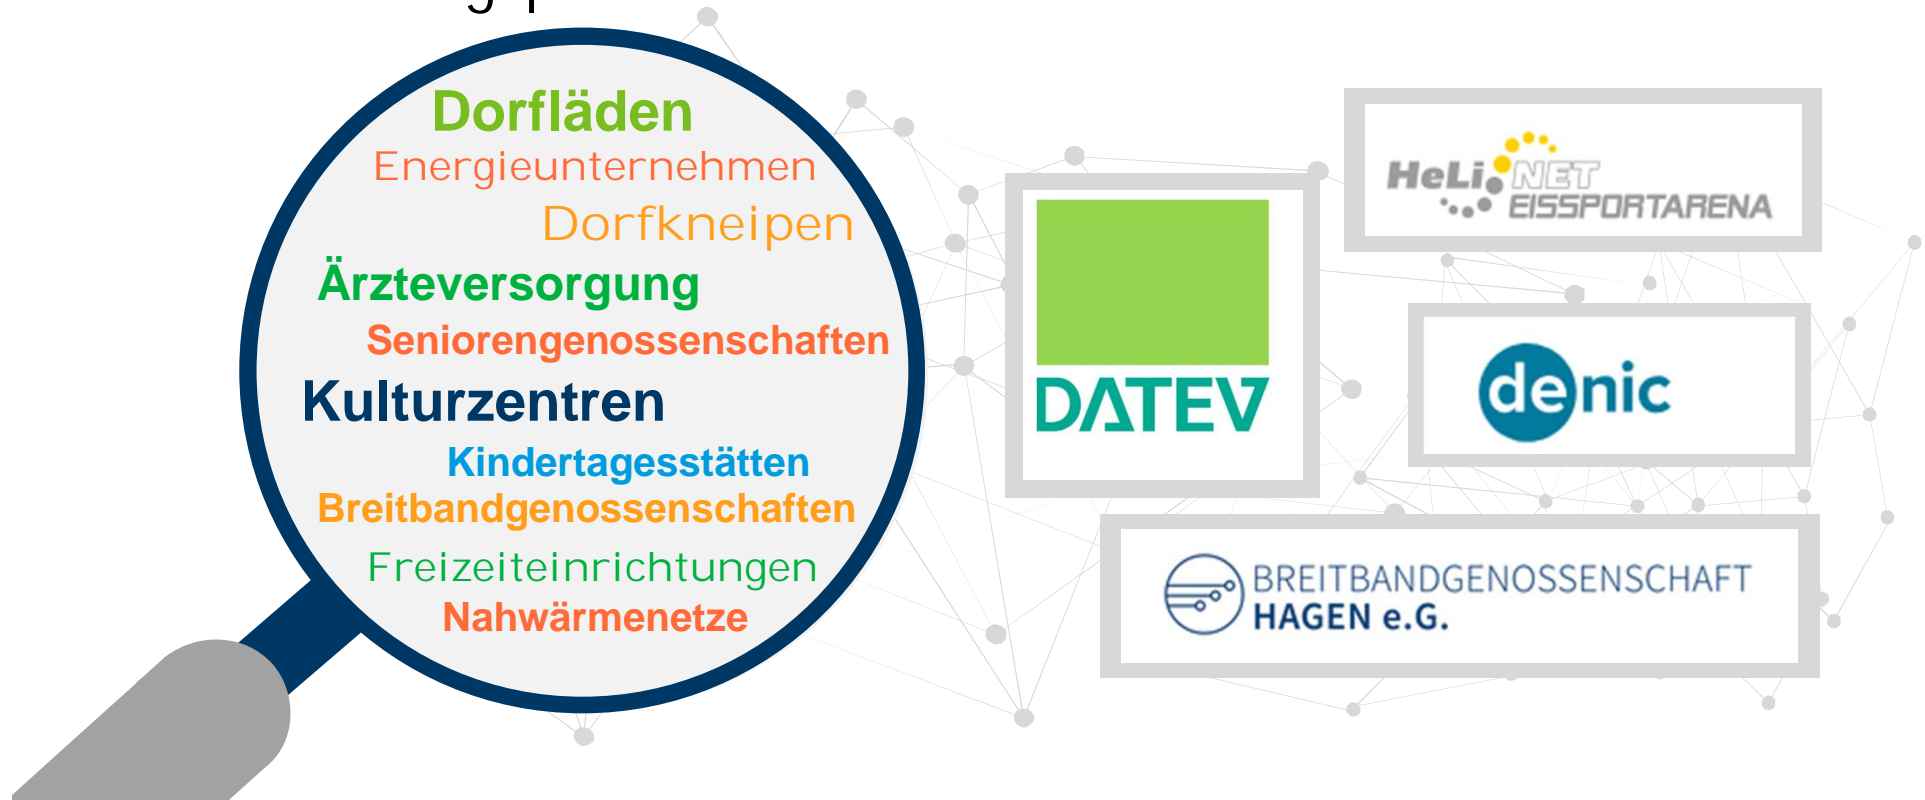 Dorfläden
Energieunternehmen
Dorfkneipen
Ärzteversorgung
Seniorengenossenschaften
Kulturzentren
Kindertagesstätten
Breitbandgenossenschaften
Freizeiteinrichtungen
Nahwärmenetze
DATEV
HeLi NET
EISSPORTARENA
denic
BREITBANDGENOSSENSCHAFT
HAGEN e.G.